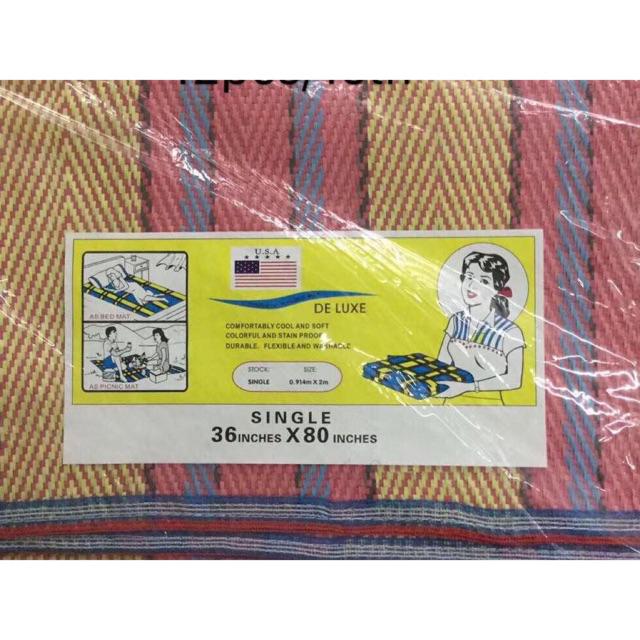 U.S.A
DE LUXE
COMFORTABLY COOL AND SOFT
COLORFUL AND STAIN PROOF
DURABLE. FLEXIBLE AND WASHABLE
AS BED MAT
AS PICNIC MAT
STOCK: SIZE:
SINGLE 0.914m X 2m
SINGLE
36 INCHES X 80 INCHES